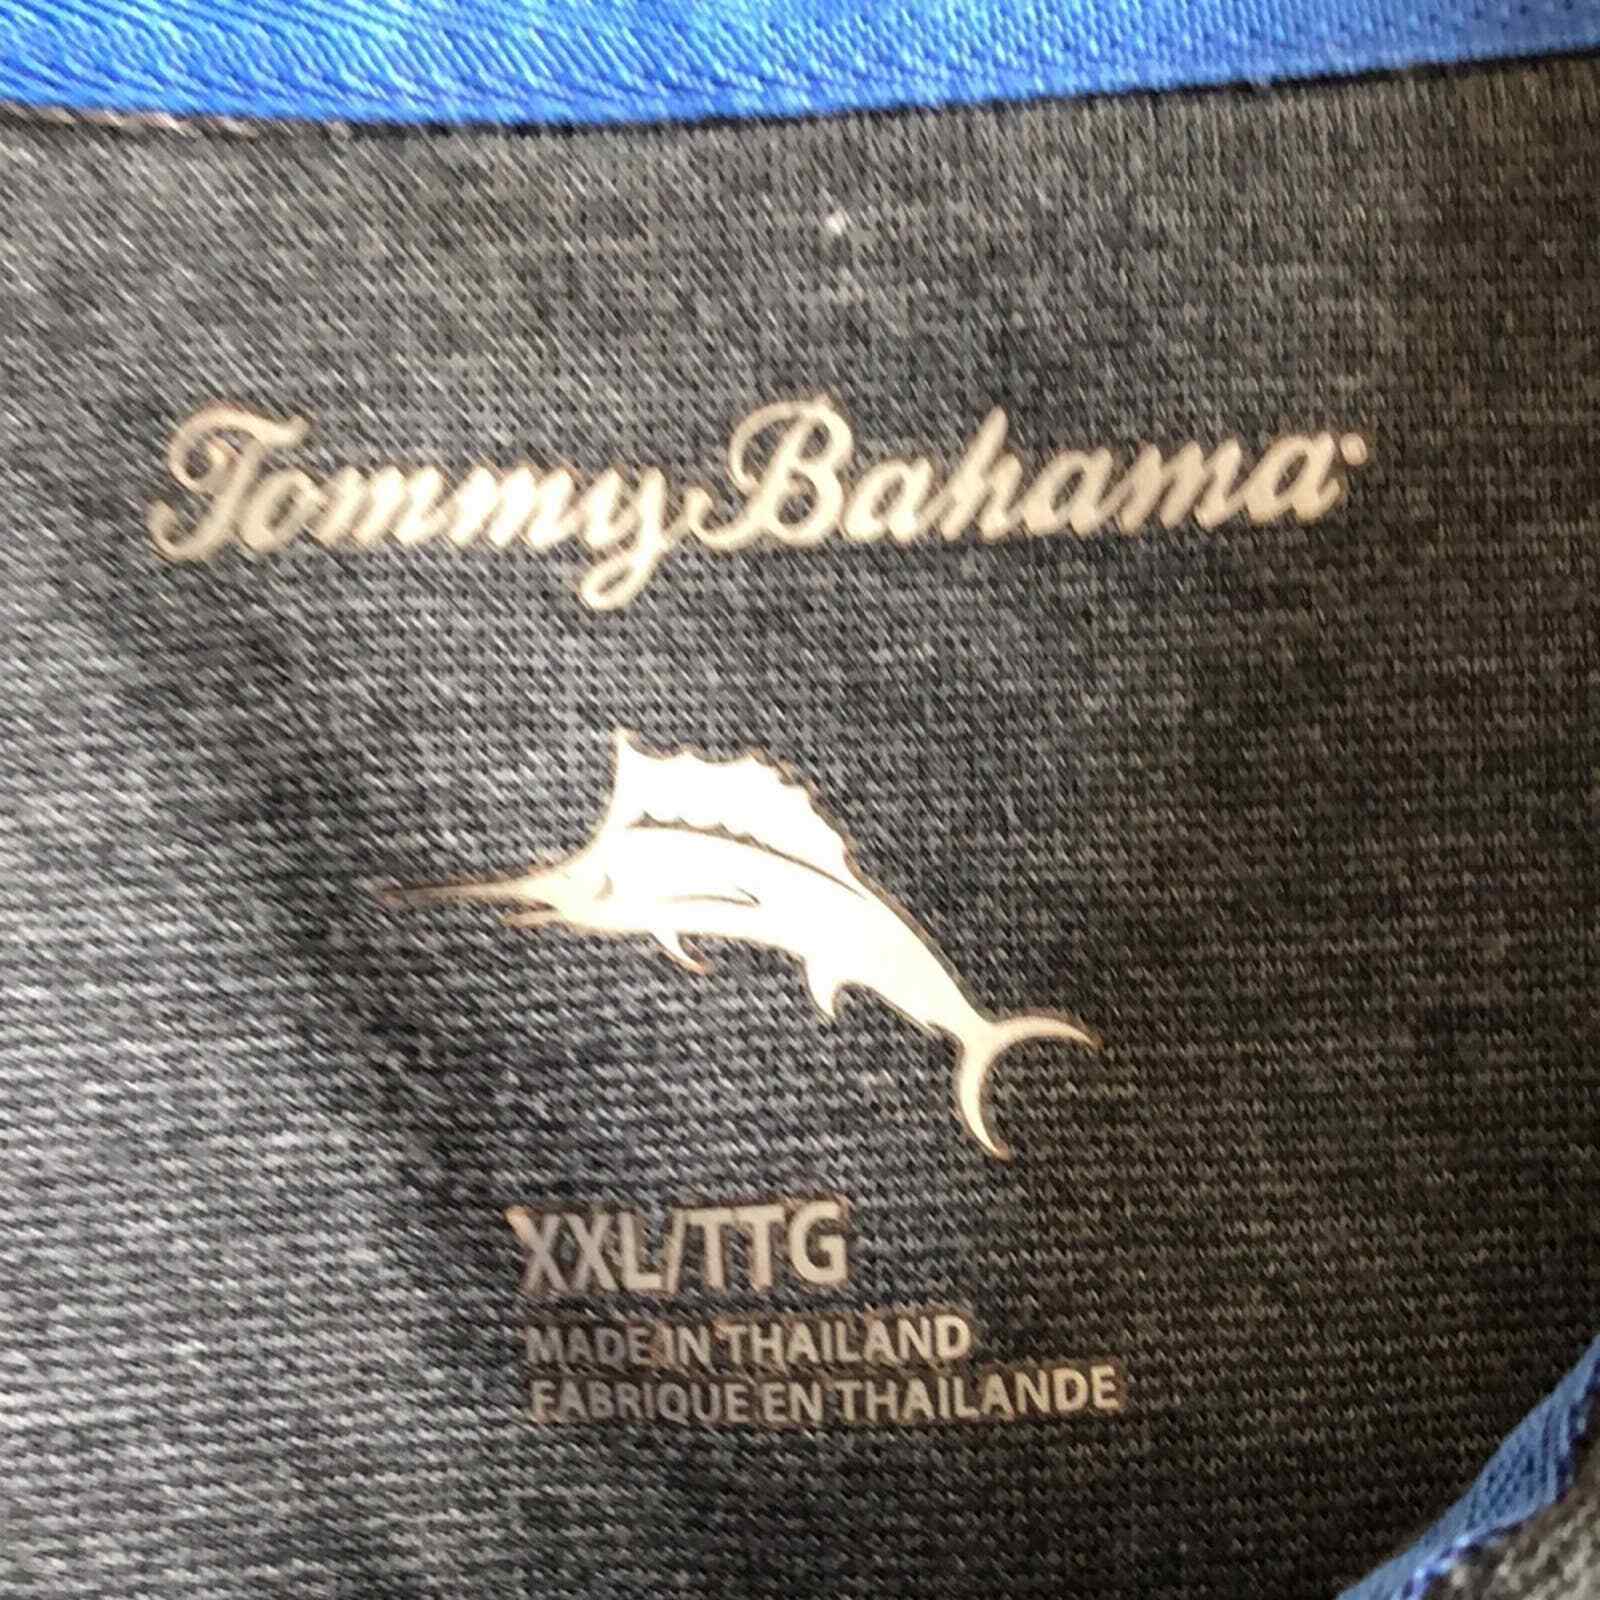 Tommy Bahama
XXL/TTG
MADE IN THAILAND
FABRIQUE EN THAILANDE